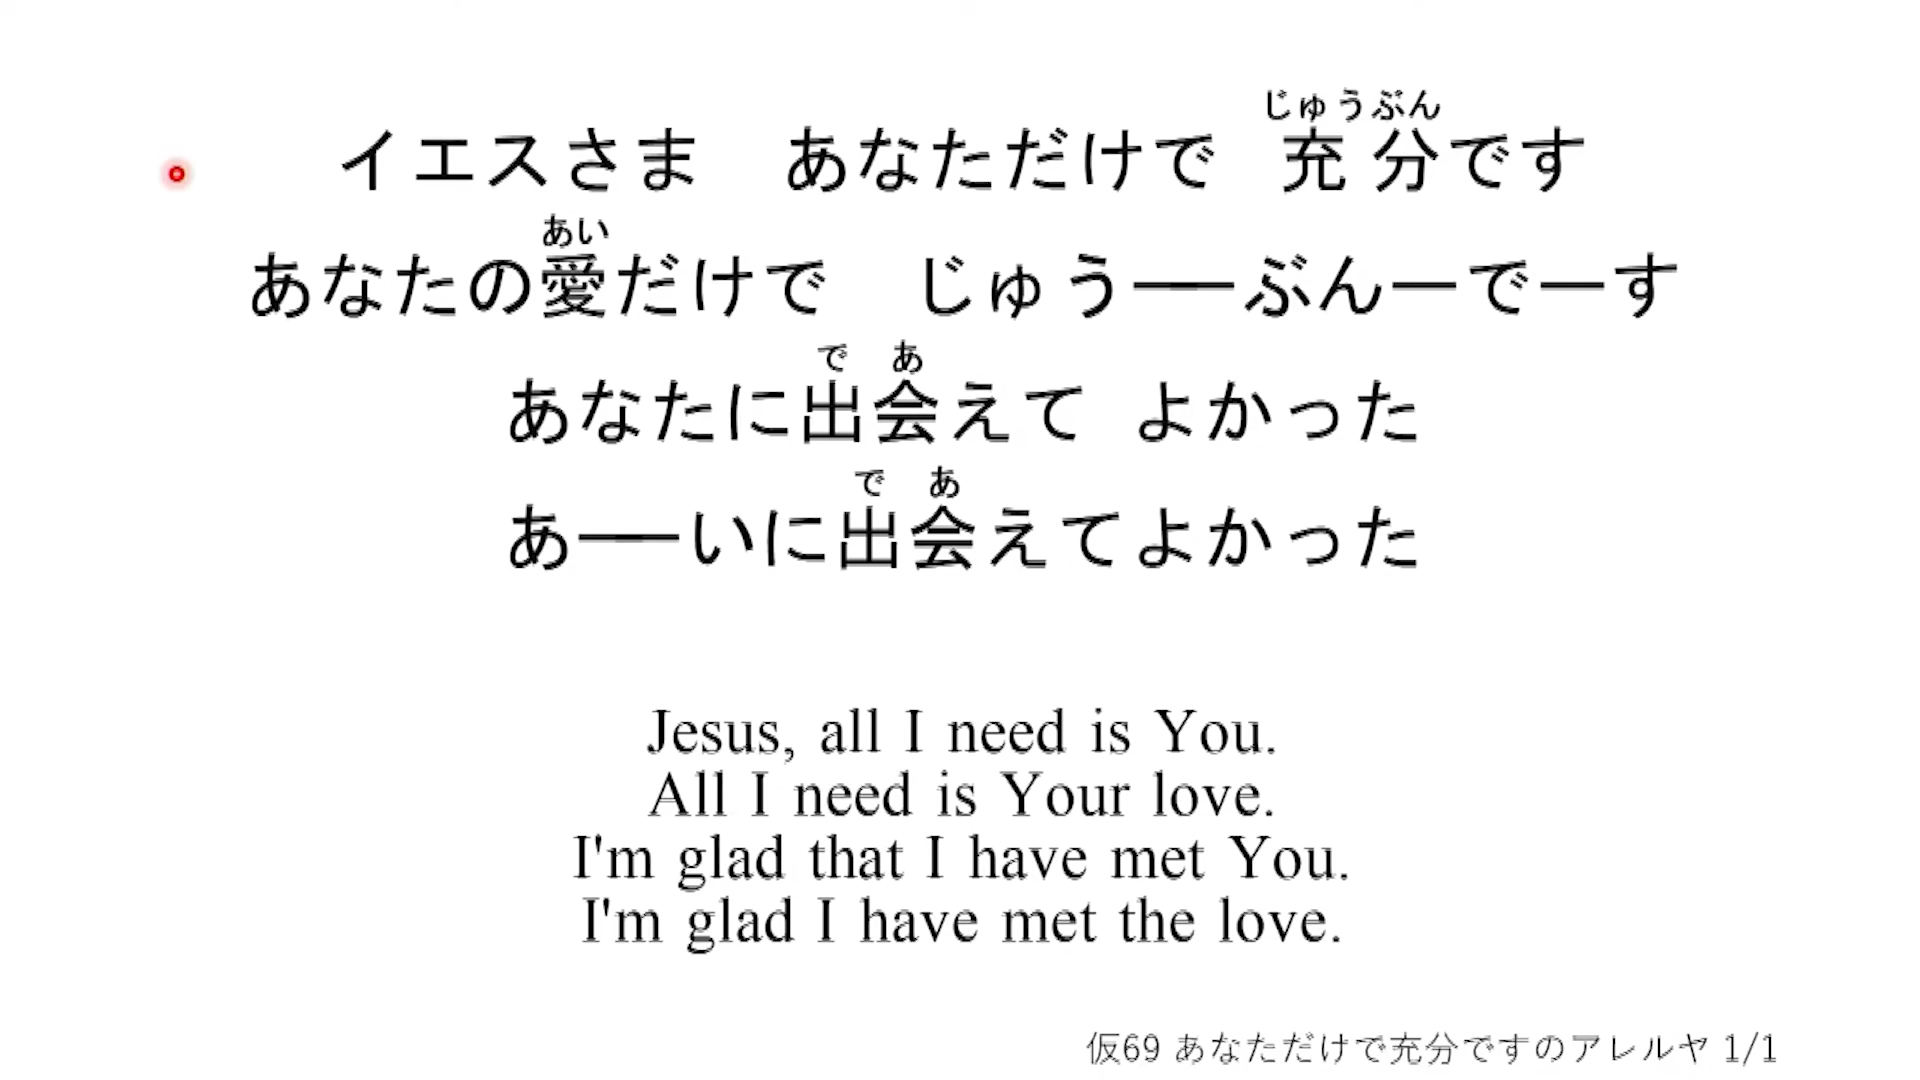 じゅうぶん
イエスさま　あなただけで　充分です
あい
あなたの愛だけで　じゅう――ぶん―で―す
で あ
あなたに出会えて よかった
で あ
あ――いに出会えてよかった
Jesus, all I need is You.
All I need is Your love.
I'm glad that I have met You.
I'm glad I have met the love.
仮69 あなただけで充分ですのアレルヤ 1/1